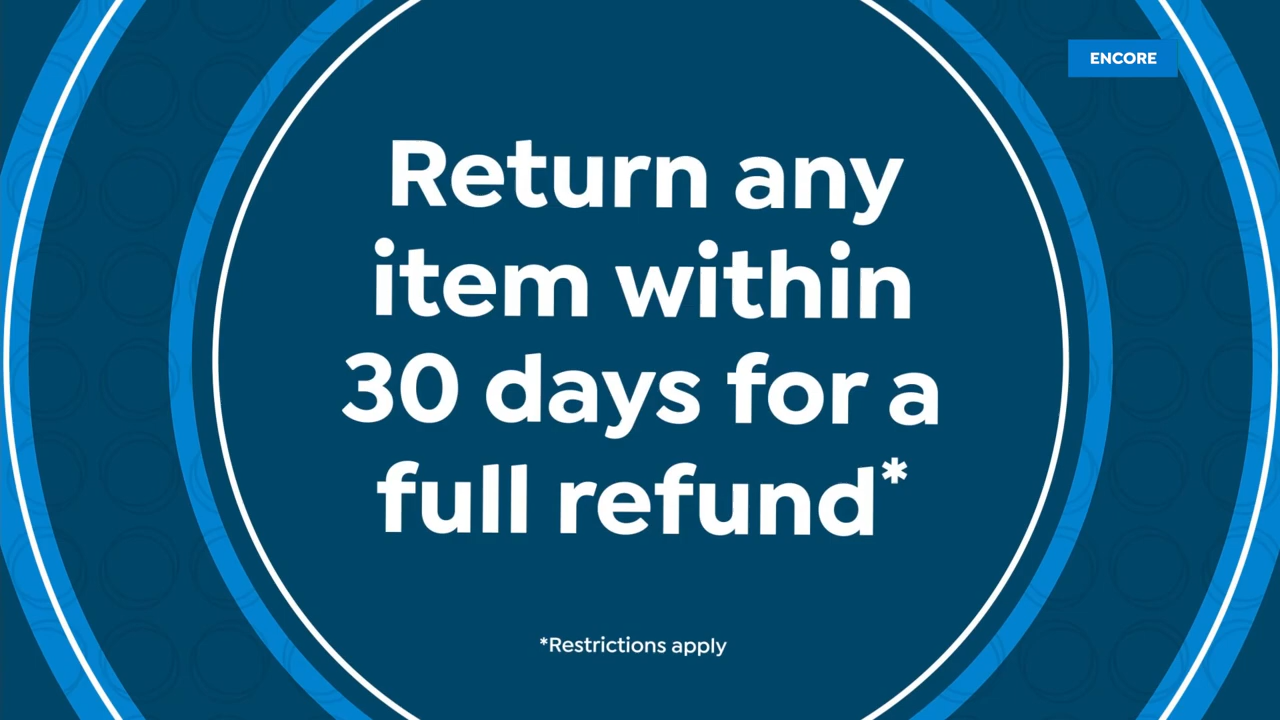 ENCORE
Return any
item within
30 days for a
full refund*
*Restrictions apply